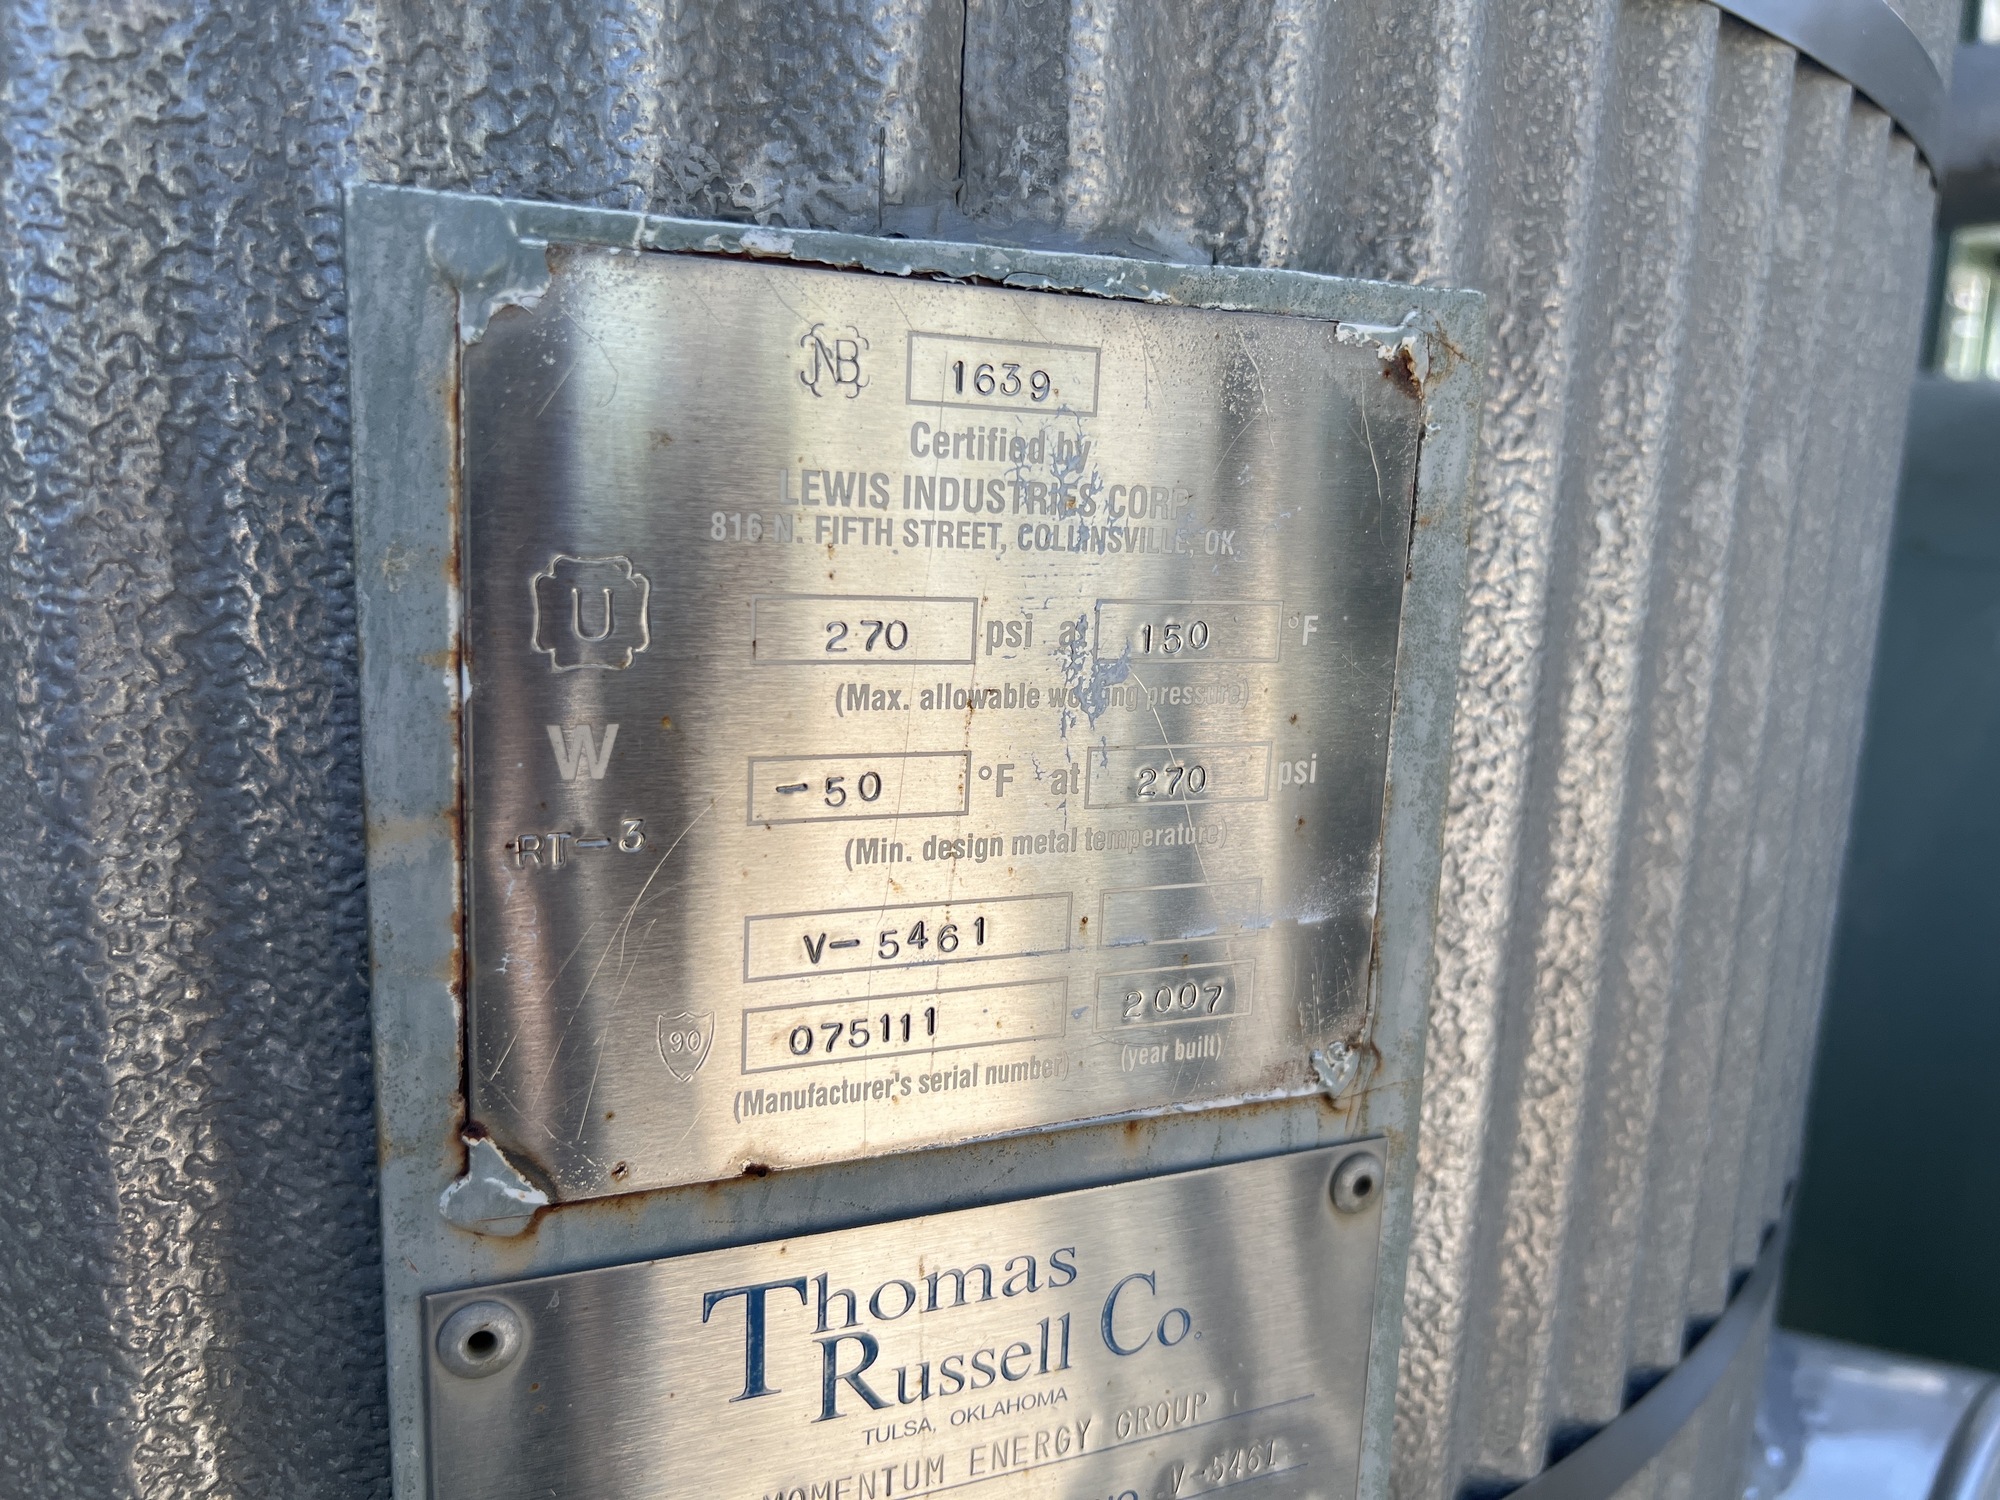 NB 1639
Certified by
LEWIS INDUSTRIES CORP.
816 N. FIFTH STREET, COLLINSVILLE, OK
U
270 psi at 150 °F
(Max. allowable working pressure)
W
-50 °F at 270 psi
(Min. design metal temperature)
RT-3
V-5461
90 075111 2007
(Manufacturer's serial number) (year built)
Thomas
Russell Co.
TULSA, OKLAHOMA
MOMENTUM ENERGY GROUP
V-5461